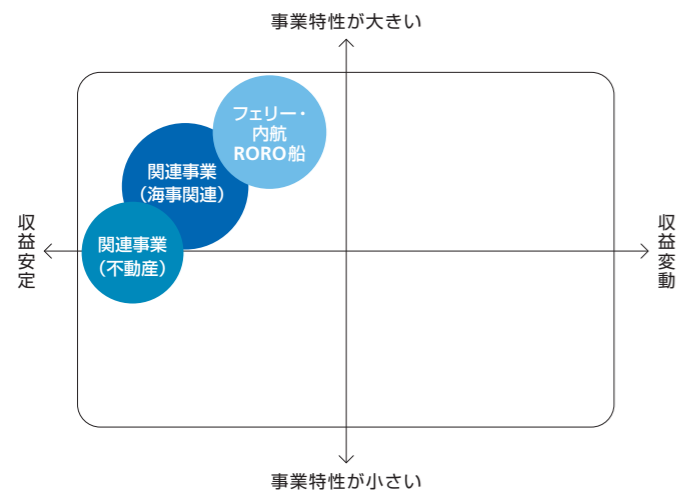 事業特性が大きい
フェリー・
内航
RORO船
関連事業
（海事関連）
関連事業
（不動産）
収益安定
収益変動
事業特性が小さい